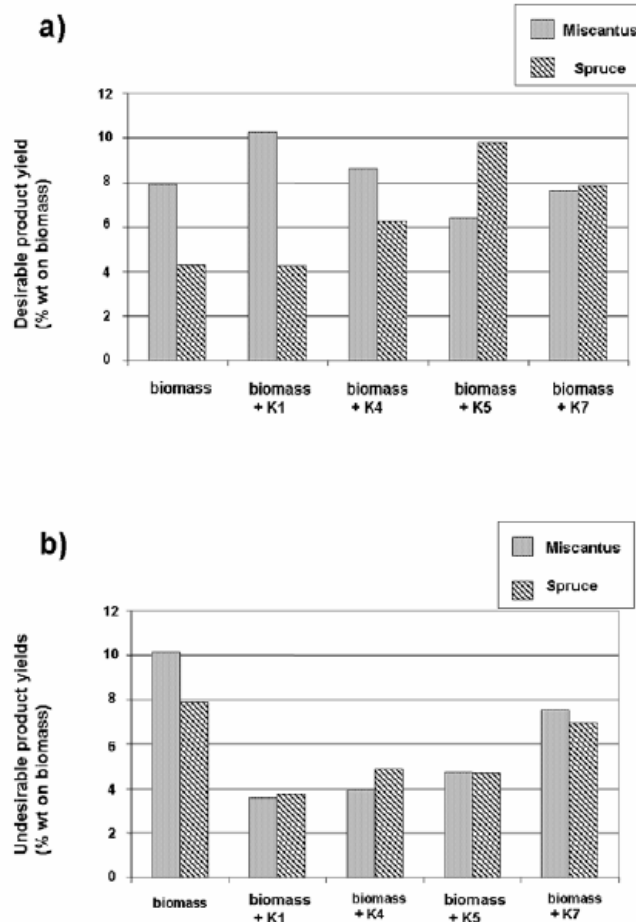 a)
Miscantus
Spruce
Desirable product yield
(% wt on biomass)
12
10
8
6
4
2
0
biomass
biomass
+ K1
biomass
+ K4
biomass
+ K5
biomass
+ K7
b)
Miscantus
Spruce
Undesirable product yields
(% wt on biomass)
12
10
8
6
4
2
0
biomass
biomass
+ K1
biomass
+ K4
biomass
+ K5
biomass
+ K7